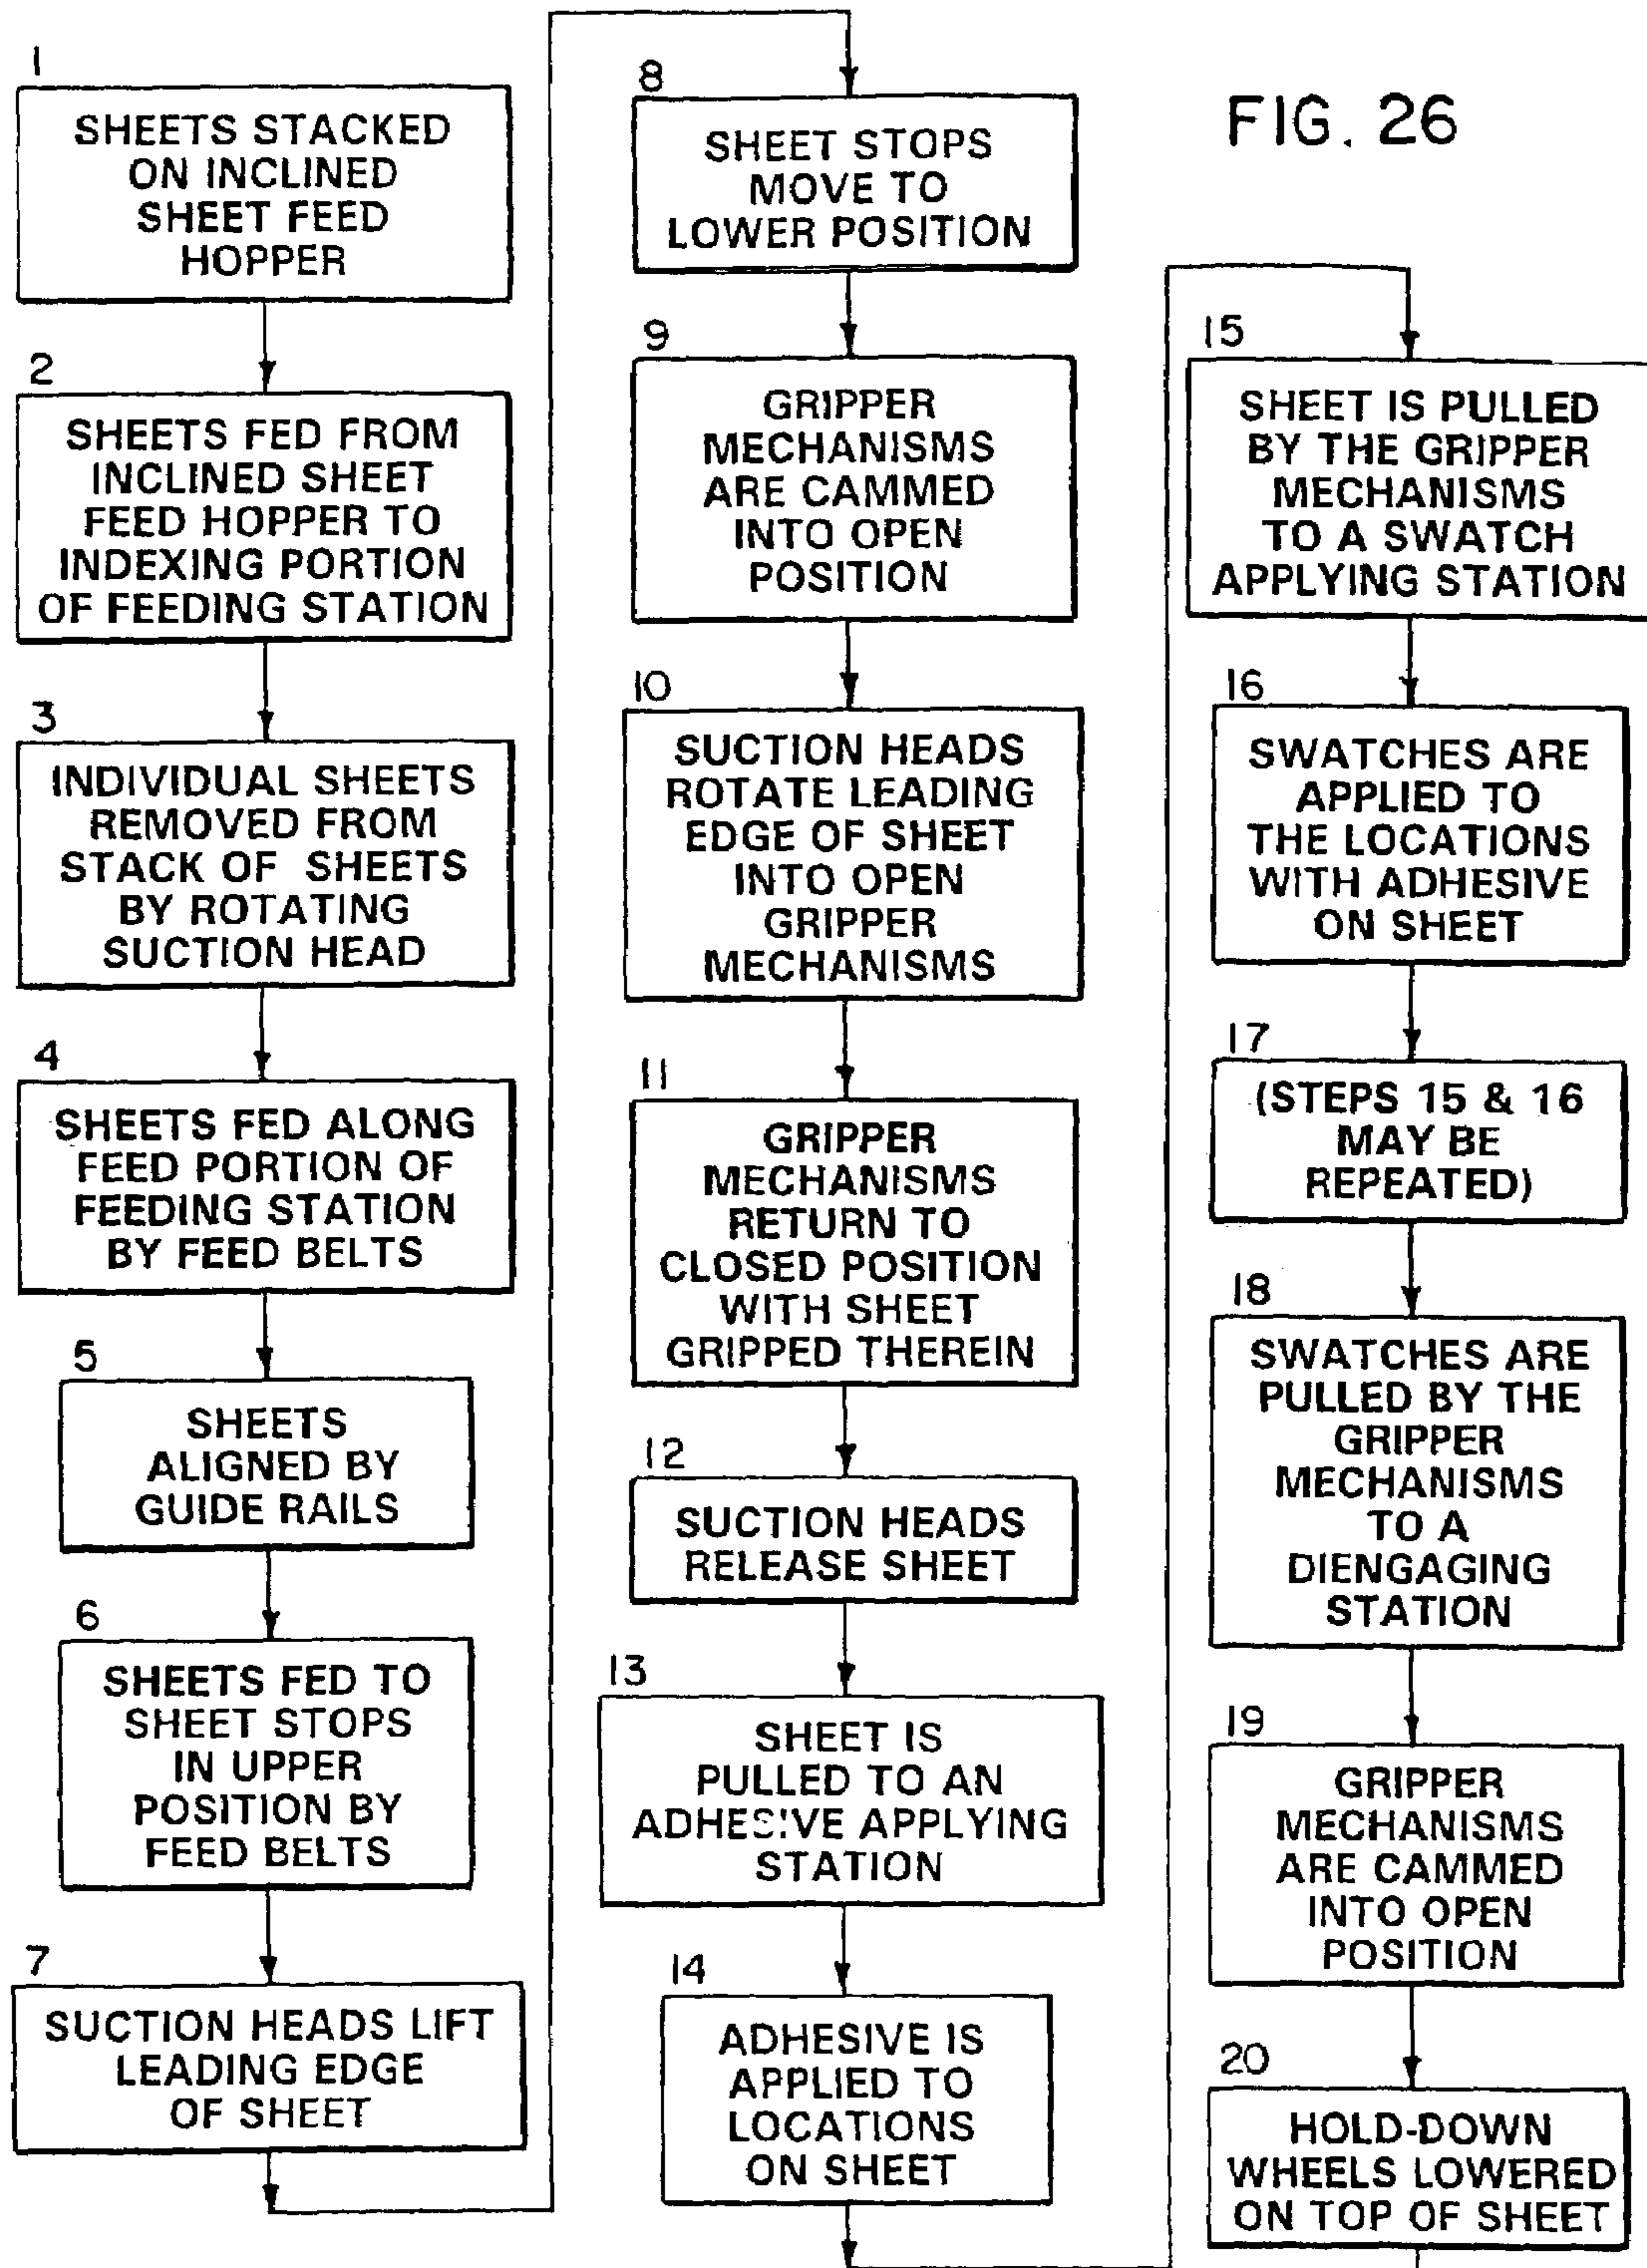 FIG. 26
1
SHEETS STACKED
ON INCLINED
SHEET FEED
HOPPER
2
SHEETS FED FROM
INCLINED SHEET
FEED HOPPER TO
INDEXING PORTION
OF FEEDING STATION
3
INDIVIDUAL SHEETS
REMOVED FROM
STACK OF SHEETS
BY ROTATING
SUCTION HEAD
4
SHEETS FED ALONG
FEED PORTION OF
FEEDING STATION
BY FEED BELTS
5
SHEETS
ALIGNED BY
GUIDE RAILS
6
SHEETS FED TO
SHEET STOPS
IN UPPER
POSITION BY
FEED BELTS
7
SUCTION HEADS LIFT
LEADING EDGE
OF SHEET
8
SHEET STOPS
MOVE TO
LOWER POSITION
9
GRIPPER
MECHANISMS
ARE CAMMED
INTO OPEN
POSITION
10
SUCTION HEADS
ROTATE LEADING
EDGE OF SHEET
INTO OPEN
GRIPPER
MECHANISMS
11
GRIPPER
MECHANISMS
RETURN TO
CLOSED POSITION
WITH SHEET
GRIPPED THEREIN
12
SUCTION HEADS
RELEASE SHEET
13
SHEET IS
PULLED TO AN
ADHESIVE APPLYING
STATION
14
ADHESIVE IS
APPLIED TO
LOCATIONS
ON SHEET
15
SHEET IS PULLED
BY THE GRIPPER
MECHANISMS
TO A SWATCH
APPLYING STATION
16
SWATCHES ARE
APPLIED TO
THE LOCATIONS
WITH ADHESIVE
ON SHEET
17
(STEPS 15 & 16
MAY BE
REPEATED)
18
SWATCHES ARE
PULLED BY THE
GRIPPER
MECHANISMS
TO A
DIENGAGING
STATION
19
GRIPPER
MECHANISMS
ARE CAMMED
INTO OPEN
POSITION
20
HOLD-DOWN
WHEELS LOWERED
ON TOP OF SHEET